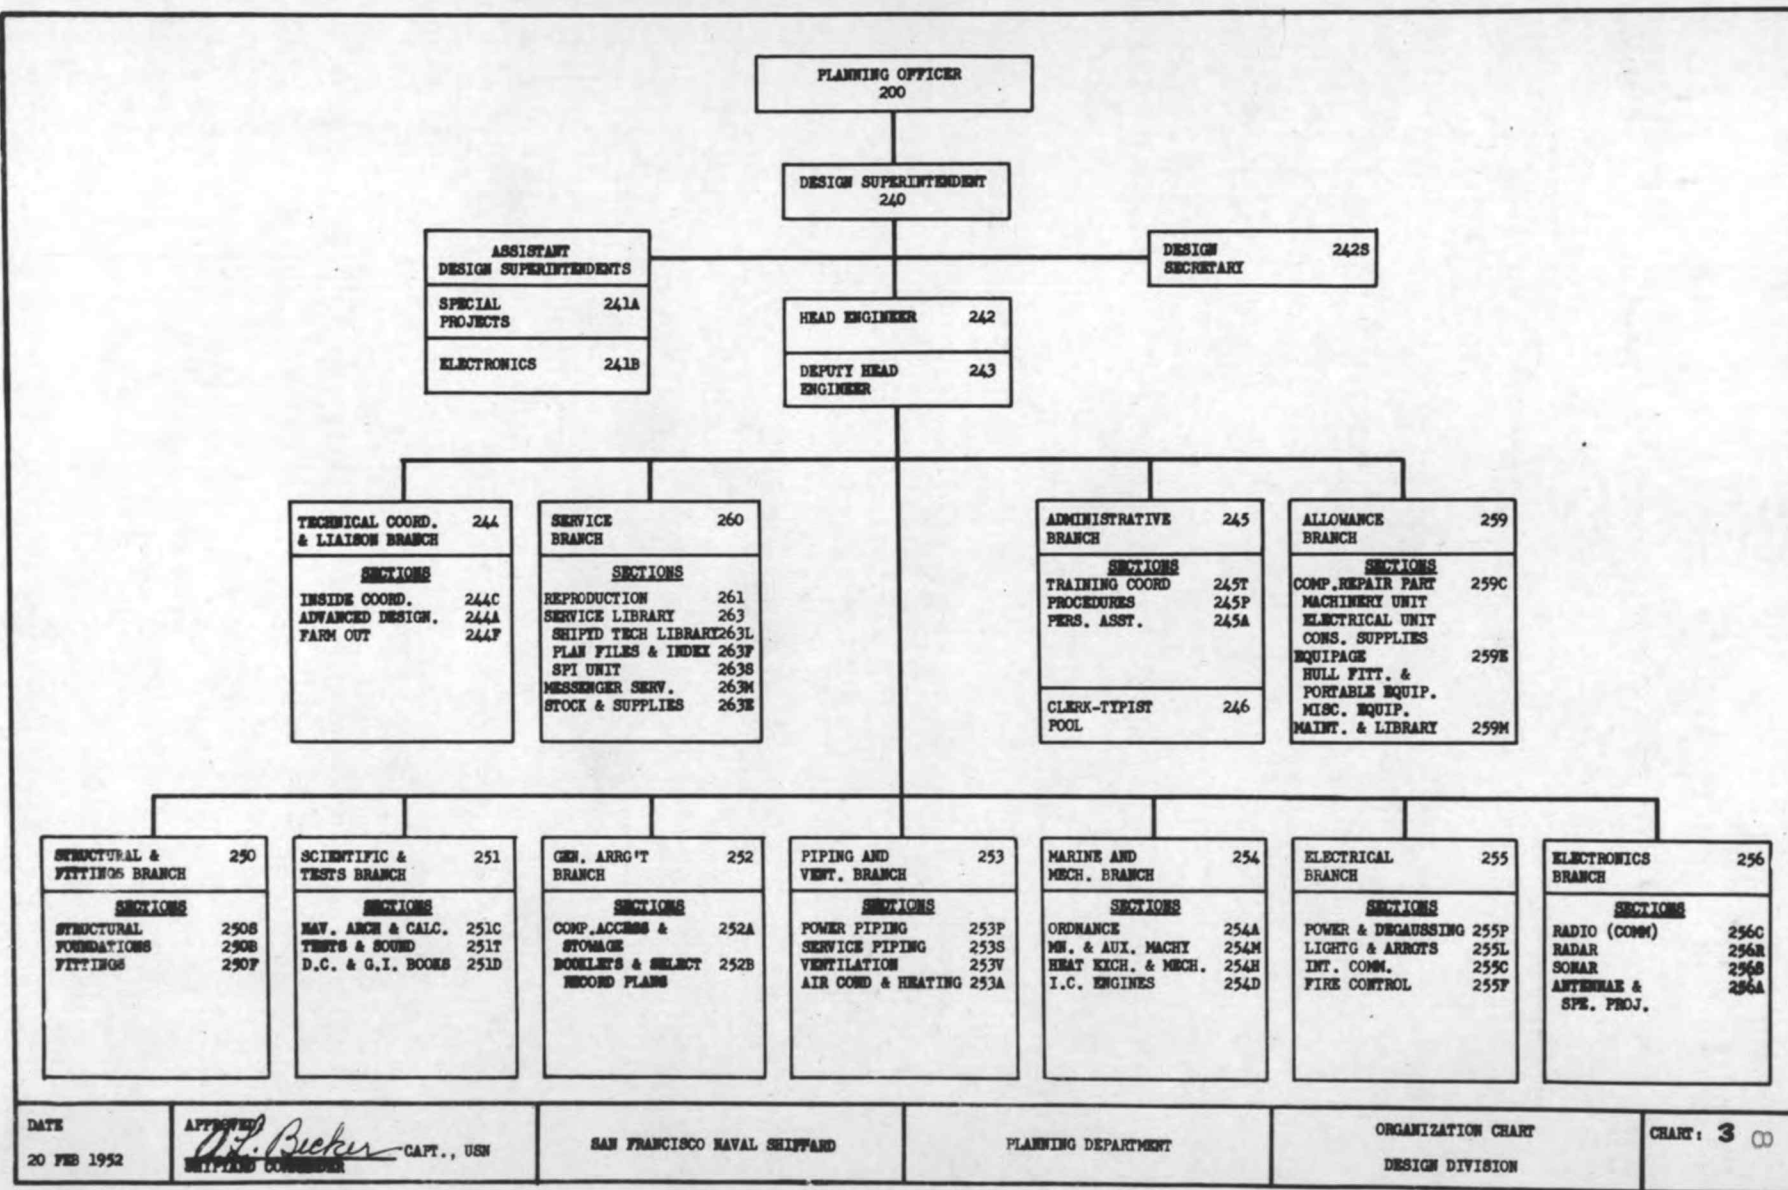 PLANNING OFFICER
200
DESIGN SUPERINTENDENT
240
ASSISTANT
DESIGN SUPERINTENDENTS
SPECIAL 241A
PROJECTS
ELECTRONICS 241B
DESIGN 242S
SECRETARY
HEAD ENGINEER 242
DEPUTY HEAD 243
ENGINEER
TECHNICAL COORD. 244
& LIAISON BRANCH
SECTIONS
INSIDE COORD. 244C
ADVANCED DESIGN. 244A
FARM OUT 244F
SERVICE 260
BRANCH
SECTIONS
REPRODUCTION 261
SERVICE LIBRARY 263
SHIPYD TECH LIBRARY 263L
PLAN FILES & INDEX 263F
SPI UNIT 263S
MESSENGER SERV. 263M
STOCK & SUPPLIES 263E
ADMINISTRATIVE 245
BRANCH
SECTIONS
TRAINING COORD 245T
PROCEDURES 245P
PERS. ASST. 245A
CLERK-TYPIST 246
POOL
ALLOWANCE 259
BRANCH
SECTIONS
COMP.REPAIR PART 259C
MACHINERY UNIT
ELECTRICAL UNIT
CONS. SUPPLIES
EQUIPAGE 259E
HULL FITT. &
PORTABLE EQUIP.
MISC. EQUIP.
MAINT. & LIBRARY 259M
STRUCTURAL & 250
FITTINGS BRANCH
SECTIONS
STRUCTURAL 250S
FOUNDATIONS 250B
FITTINGS 250F
SCIENTIFIC & 251
TESTS BRANCH
SECTIONS
NAV. ARCH & CALC. 251C
TESTS & SOUND 251T
D.C. & G.I. BOOKS 251D
GEN. ARRG'T 252
BRANCH
SECTIONS
COMP.ACCESS & 252A
STOWAGE
BOOKLETS & SELECT 252B
RECORD PLANS
PIPING AND 253
VENT. BRANCH
SECTIONS
POWER PIPING 253P
SERVICE PIPING 253S
VENTILATION 253V
AIR COND & HEATING 253A
MARINE AND 254
MECH. BRANCH
SECTIONS
ORDNANCE 254A
MN. & AUX. MACHY 254M
HEAT EXCH. & MECH. 254H
I.C. ENGINES 254D
ELECTRICAL 255
BRANCH
SECTIONS
POWER & DEGAUSSING 255P
LIGHTG & ARRGTS 255L
INT. COMM. 255C
FIRE CONTROL 255F
ELECTRONICS 256
BRANCH
SECTIONS
RADIO (COMM) 256C
RADAR 256R
SONAR 256S
ANTENNAE & 256A
SPE. PROJ.
DATE
20 FEB 1952
APPROVED
Becker CAPT., USN
SHIPYARD COMMANDER
SAN FRANCISCO NAVAL SHIPYARD
PLANNING DEPARTMENT
ORGANIZATION CHART
DESIGN DIVISION
CHART: 3